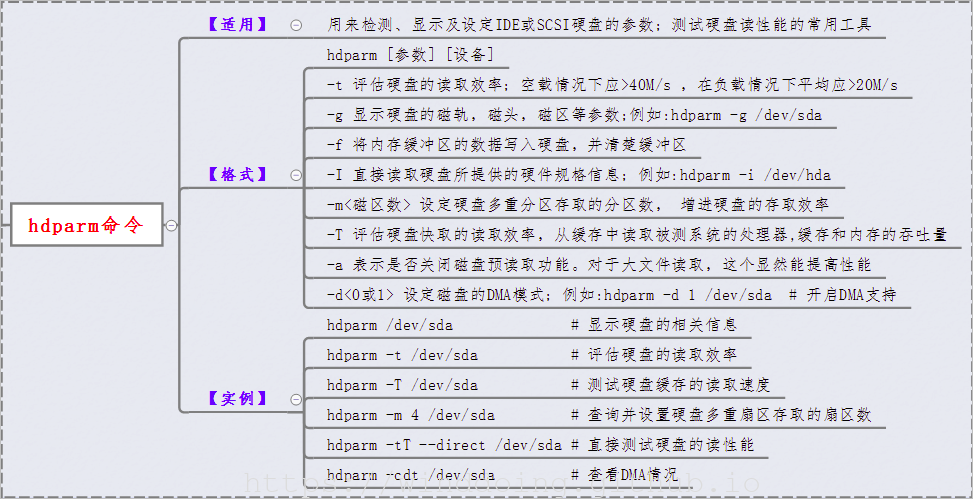 hdparm命令
【适用】
用来检测、显示及设定IDE或SCSI硬盘的参数；测试硬盘读性能的常用工具
【格式】
hdparm [参数] [设备]
-t 评估硬盘的读取效率；空载情况下应>40M/s ，在负载情况下平均应>20M/s
-g 显示硬盘的磁轨，磁头，磁区等参数;例如:hdparm -g /dev/sda
-f 将内存缓冲区的数据写入硬盘，并清楚缓冲区
-I 直接读取硬盘所提供的硬件规格信息；例如:hdparm -i /dev/hda
-m<磁区数> 设定硬盘多重分区存取的分区数， 增进硬盘的存取效率
-T 评估硬盘快取的读取效率，从缓存中读取被测系统的处理器,缓存和内存的吞吐量
-a 表示是否关闭磁盘预读取功能。对于大文件读取，这个显然能提高性能
-d<0或1> 设定磁盘的DMA模式；例如:hdparm -d 1 /dev/sda # 开启DMA支持
【实例】
hdparm /dev/sda # 显示硬盘的相关信息
hdparm -t /dev/sda # 评估硬盘的读取效率
hdparm -T /dev/sda # 测试硬盘缓存的读取速度
hdparm -m 4 /dev/sda # 查询并设置硬盘多重扇区存取的扇区数
hdparm -tT --direct /dev/sda # 直接测试硬盘的读性能
hdparm -cdt /dev/sda # 查看DMA情况